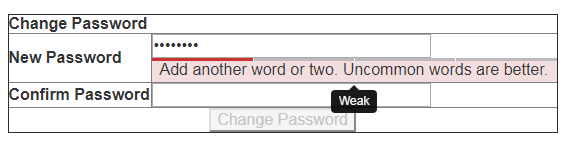 Change Password
New Password
••••••••
Add another word or two. Uncommon words are better.
Confirm Password
Weak
Change Password